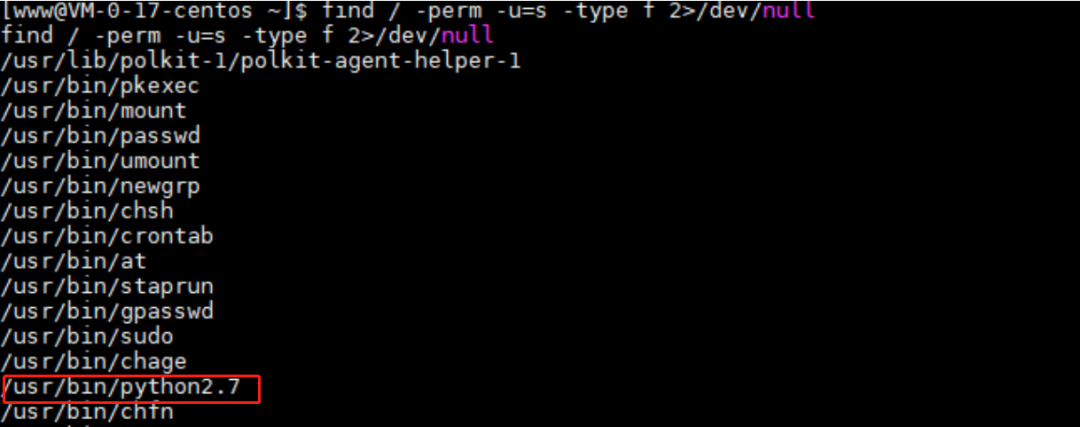 [www@VM-0-17-centos ~]$ find / -perm -u=s -type f 2>/dev/null
find / -perm -u=s -type f 2>/dev/null
/usr/lib/polkit-1/polkit-agent-helper-1
/usr/bin/pkexec
/usr/bin/mount
/usr/bin/passwd
/usr/bin/umount
/usr/bin/newgrp
/usr/bin/chsh
/usr/bin/crontab
/usr/bin/at
/usr/bin/staprun
/usr/bin/gpasswd
/usr/bin/sudo
/usr/bin/chage
/usr/bin/python2.7
/usr/bin/chfn